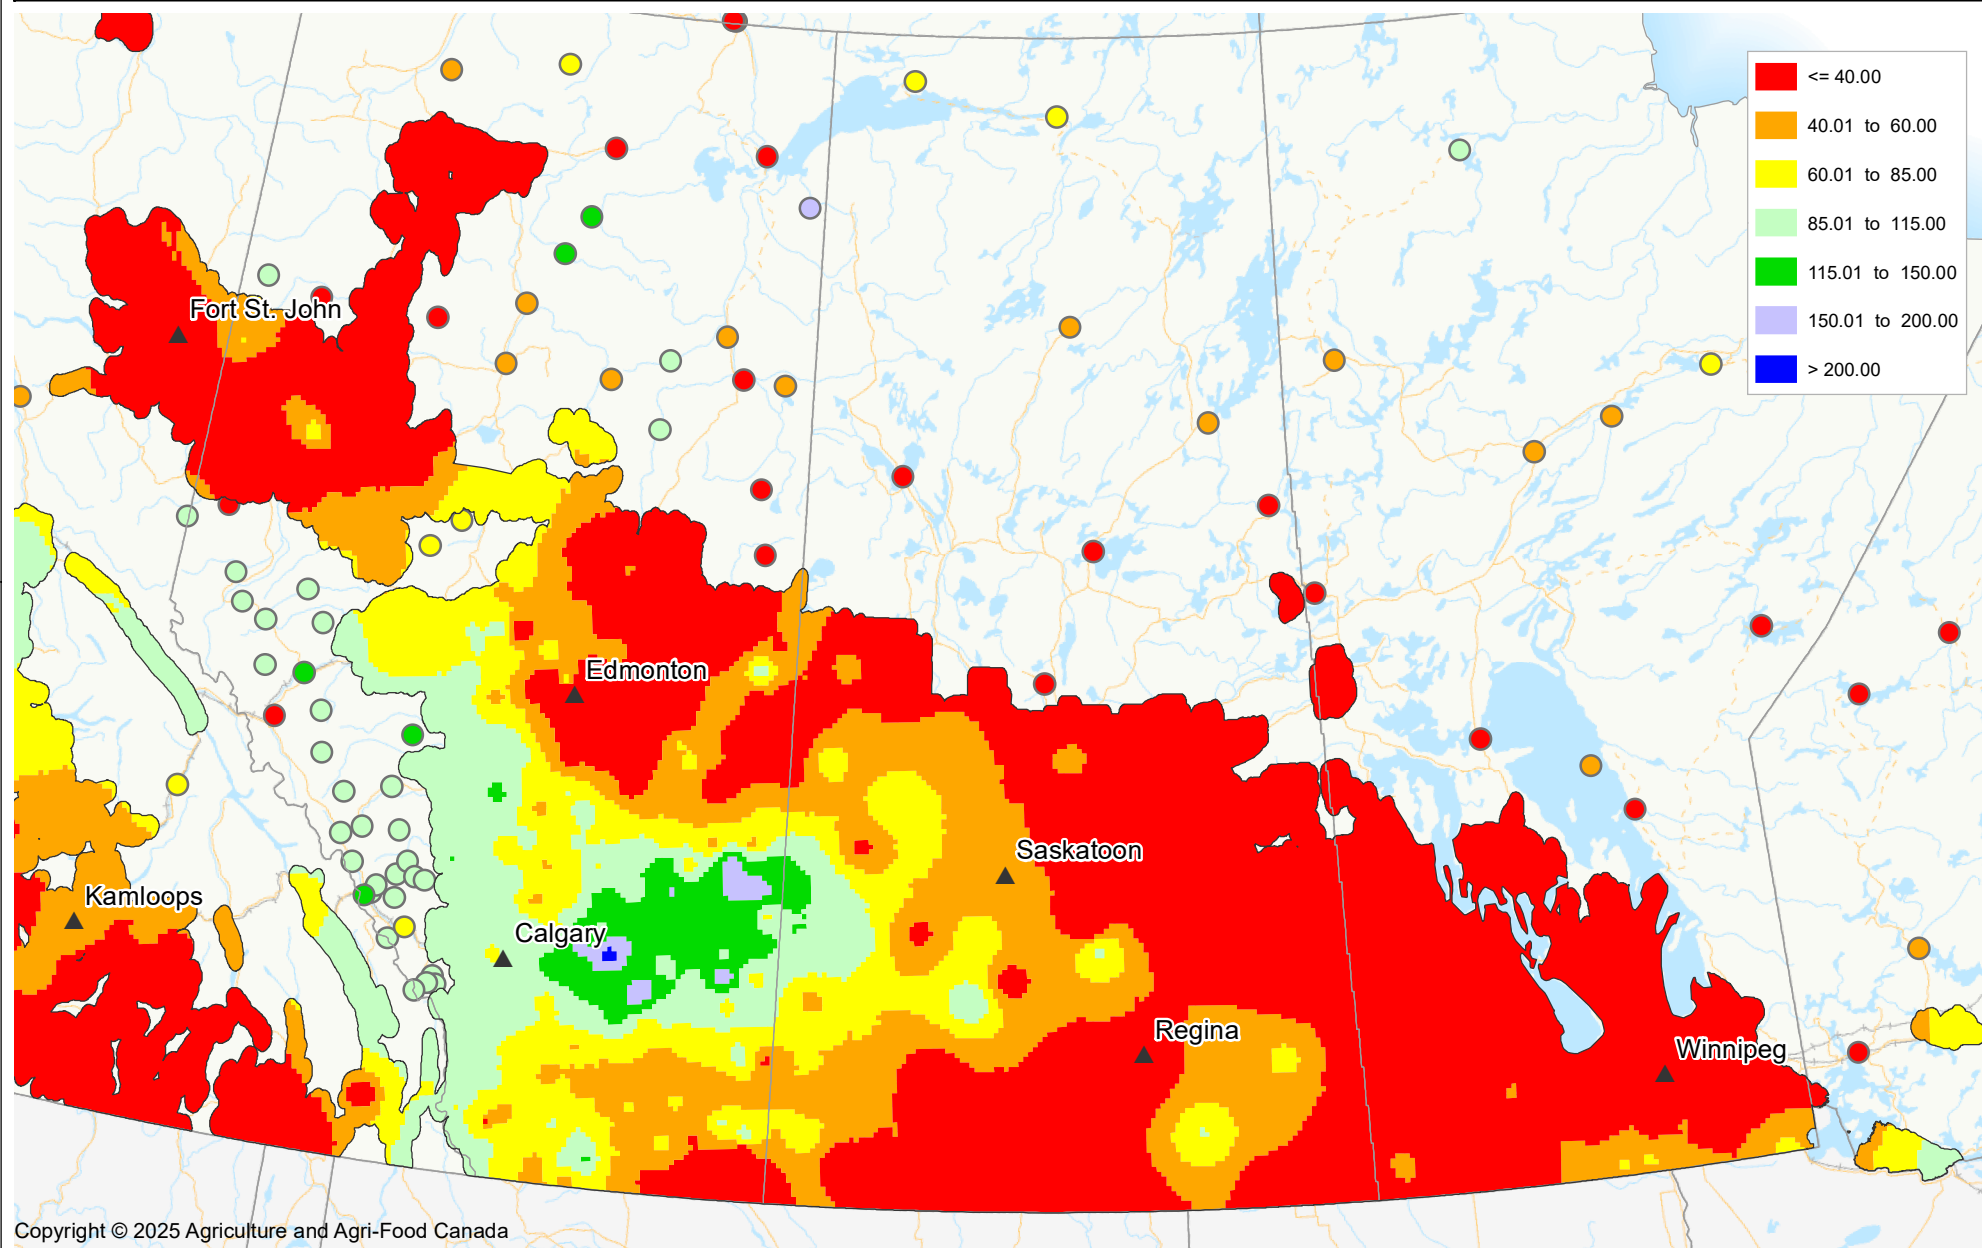 <= 40.00
40.01 to 60.00
60.01 to 85.00
85.01 to 115.00
115.01 to 150.00
150.01 to 200.00
> 200.00
Fort St. John
Edmonton
Saskatoon
Kamloops
Calgary
Regina
Winnipeg
Copyright © 2025 Agriculture and Agri-Food Canada